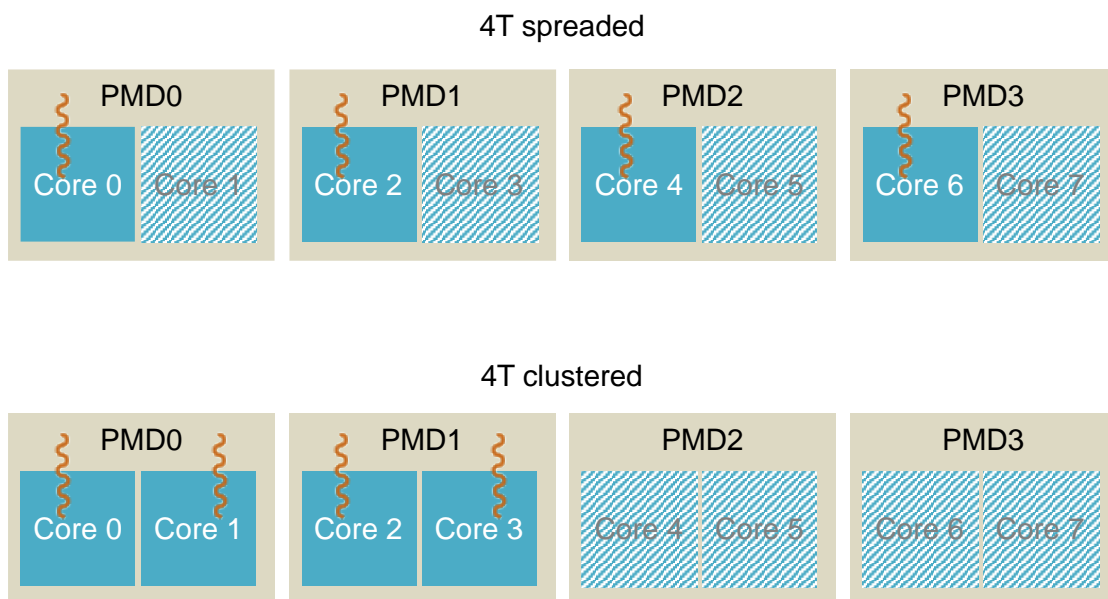 4T spreaded
PMD0 PMD1 PMD2 PMD3
Core 0 Core 1 Core 2 Core 3 Core 4 Core 5 Core 6 Core 7
4T clustered
PMD0 PMD1 PMD2 PMD3
Core 0 Core 1 Core 2 Core 3 Core 4 Core 5 Core 6 Core 7